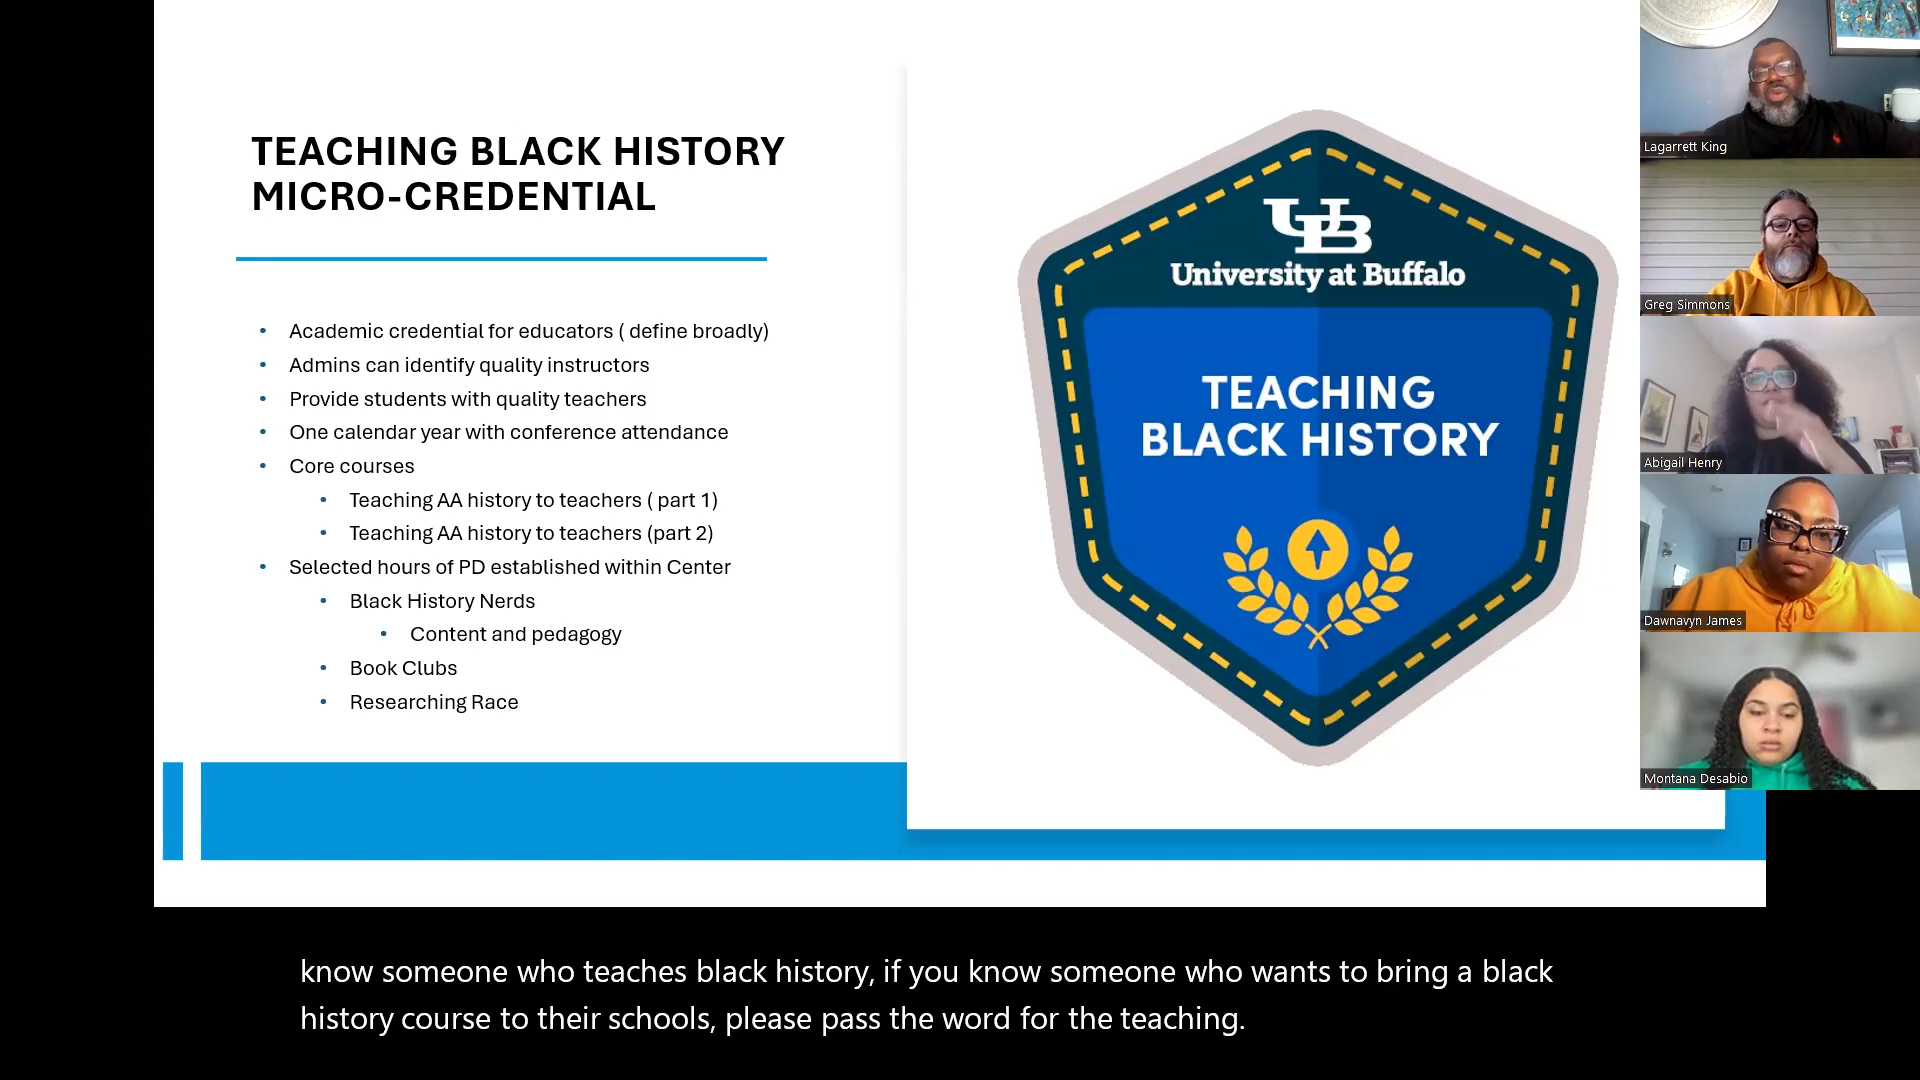 TEACHING BLACK HISTORY
MICRO-CREDENTIAL
• Academic credential for educators ( define broadly)
• Admins can identify quality instructors
• Provide students with quality teachers
• One calendar year with conference attendance
• Core courses
• Teaching AA history to teachers ( part 1)
• Teaching AA history to teachers (part 2)
• Selected hours of PD established within Center
• Black History Nerds
• Content and pedagogy
• Book Clubs
• Researching Race
UB
University at Buffalo
TEACHING
BLACK HISTORY
Lagarrett King
Greg Simmons
Abigail Henry
Dawnavyn James
Montana Desabio
know someone who teaches black history, if you know someone who wants to bring a black
history course to their schools, please pass the word for the teaching.